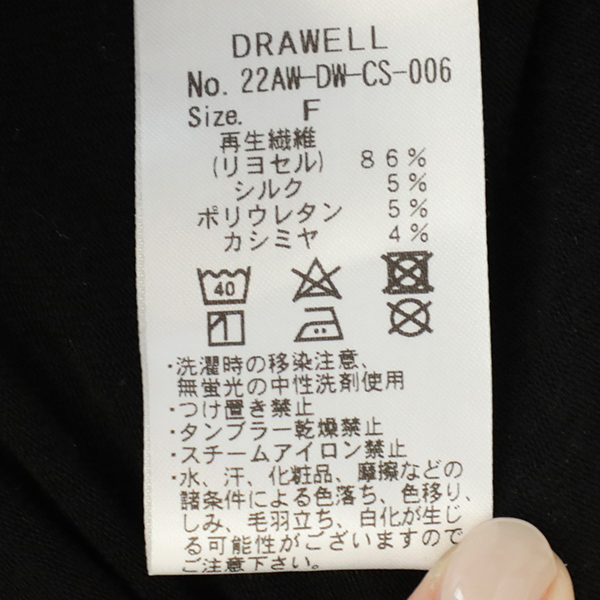 DRAWELL
No. 22AW-DW-CS-006
Size. F
再生繊維
(リヨセル) 86%
シルク 5%
ポリウレタン 5%
カシミヤ 4%
40
・洗濯時の移染注意、
無蛍光の中性洗剤使用
・つけ置き禁止
・タンブラー乾燥禁止
・スチームアイロン禁止
・水、汗、化粧品、摩擦などの
諸条件による色落ち、色移り、
しみ、毛羽立ち、白化が生じ
る可能性がございますので
ご注意下さい。